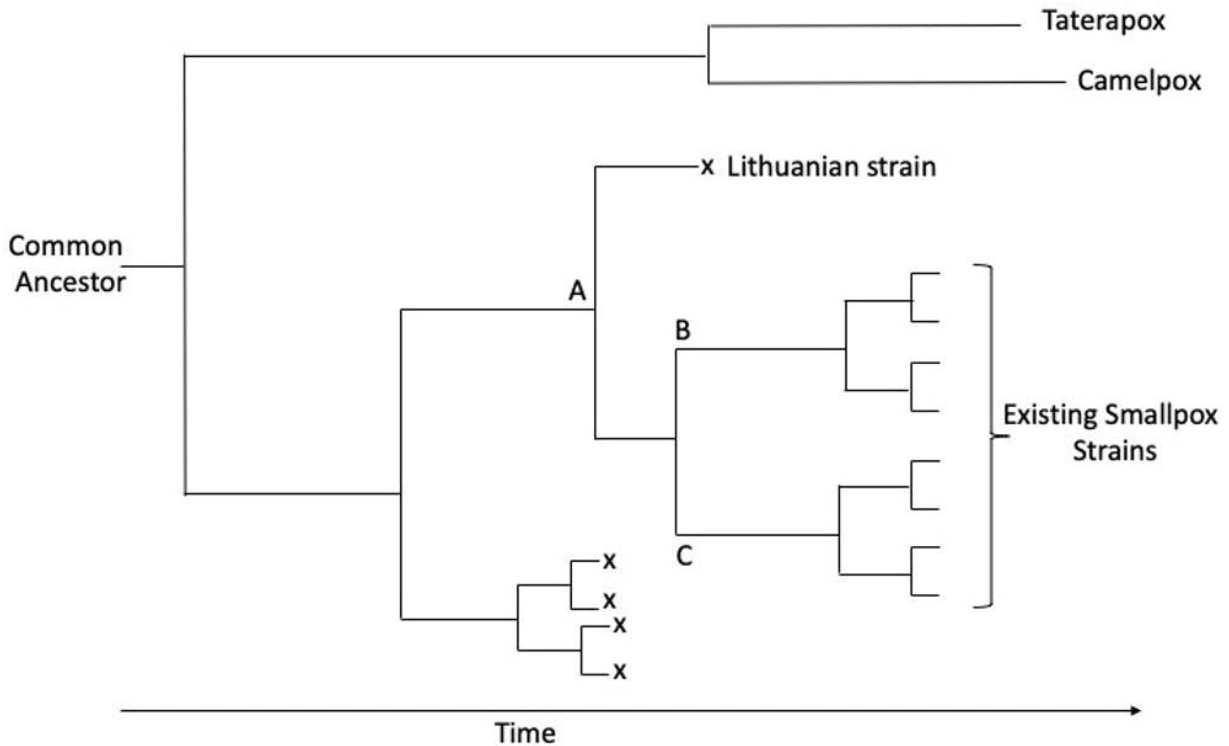 Taterapox
Camelpox
x Lithuanian strain
Common
Ancestor
A
B
Existing Smallpox
Strains
C
x
x
x
x
Time